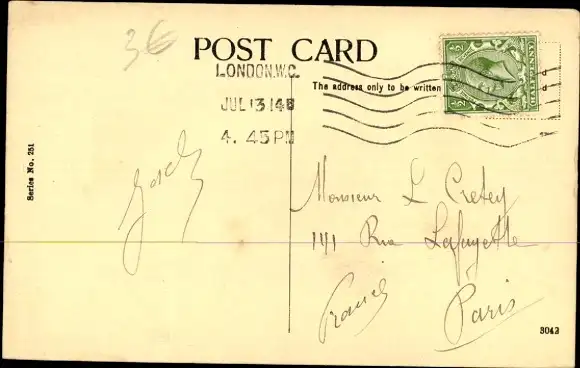 36
POST CARD
LONDON.W.C.
JUL 13 14
4. 45 PM
The address only to be written
Series No. 251
Monsieur L Cretey
141 Rue Lafayette
Paris
France
3042